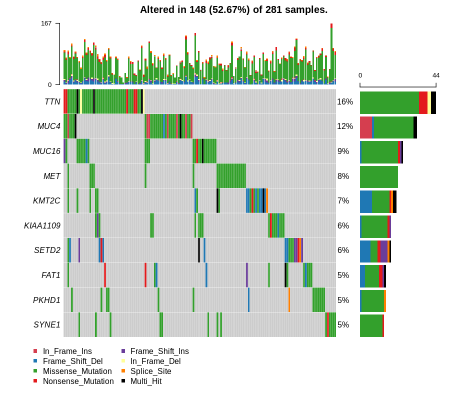 Altered in 148 (52.67%) of 281 samples.
167
0
0 44
TTN 16%
MUC4 12%
MUC16 9%
MET 8%
KMT2C 7%
KIAA1109 6%
SETD2 6%
FAT1 5%
PKHD1 5%
SYNE1 5%
In_Frame_Ins Frame_Shift_Ins
Frame_Shift_Del In_Frame_Del
Missense_Mutation Splice_Site
Nonsense_Mutation Multi_Hit